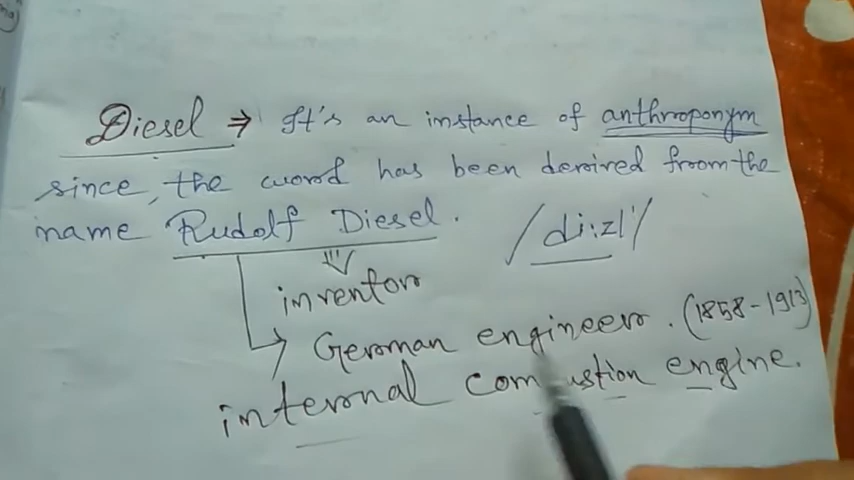 Diesel ⇒ It's an instance of anthroponym
since, the word has been derived from the
name Rudolf Diesel. /di:zl/
inventor
German engineer. (1858-1913)
internal combustion engine.